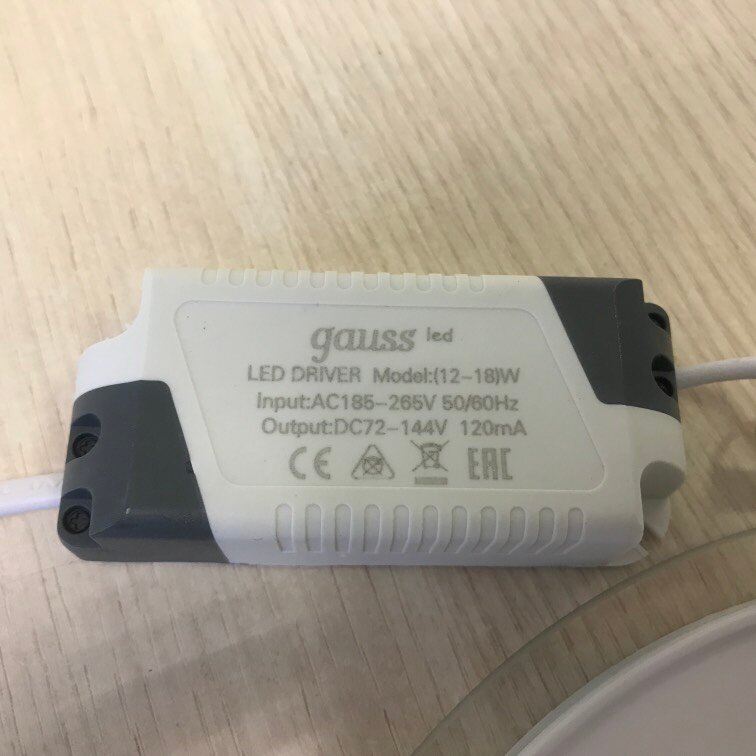 gauss led
LED DRIVER Model:(12-18)W
Input:AC185-265V 50/60Hz
Output:DC72-144V 120mA
CE EAC